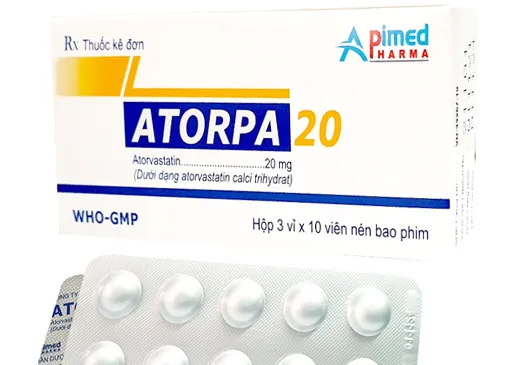 Rx Thuốc kê đơn
Apimed
PHARMA
ATORPA 20
Atorvastatin........................20 mg
(Dưới dạng atorvastatin calci trihydrat)
WHO-GMP
Hộp 3 vỉ x 10 viên nén bao phim